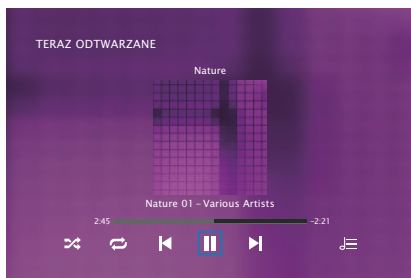 TERAZ ODTWARZANE
Nature
Nature 01 – Various Artists
2:45 -2:21